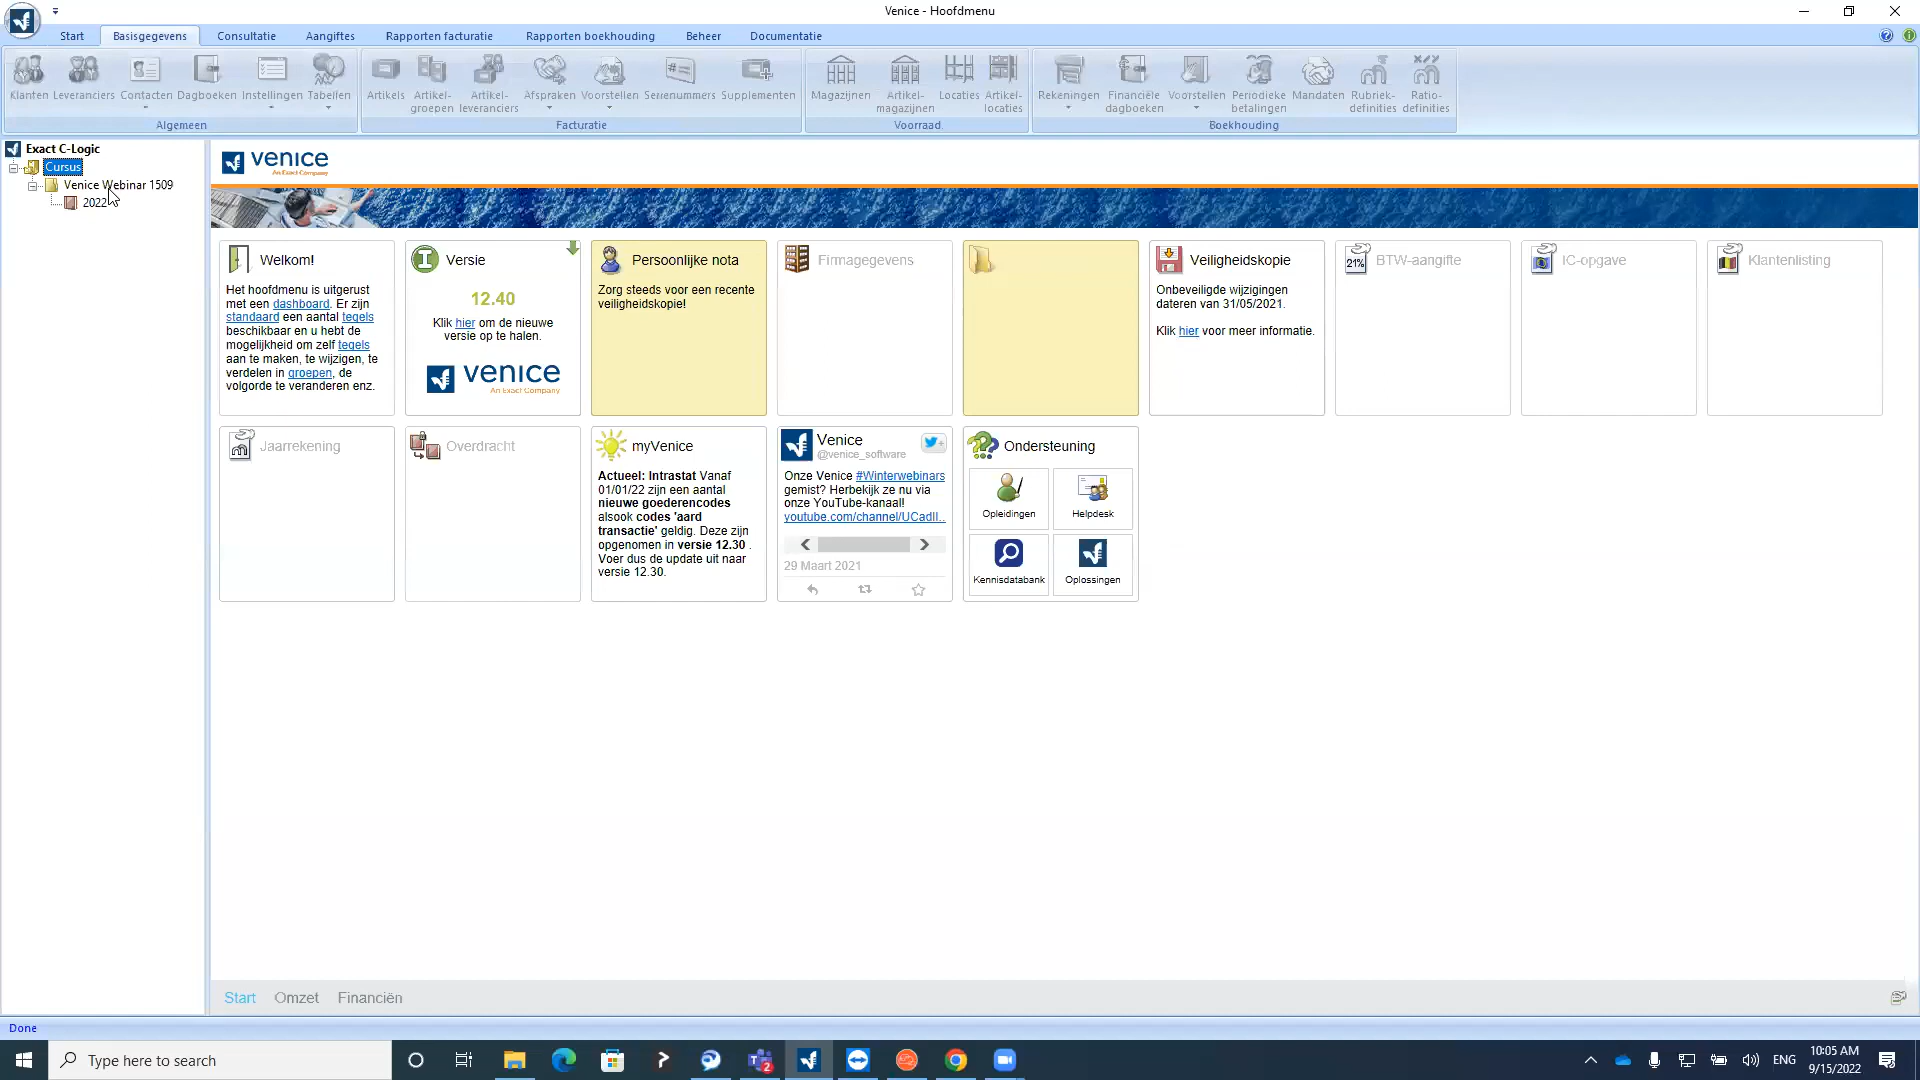 Venice - Hoofdmenu
Start Basisgegevens Consultatie Aangiftes Rapporten facturatie Rapporten boekhouding Beheer Documentatie
Klanten Leveranciers Contacten Dagboeken Instellingen Tabellen
Algemeen
Artikels Artikel-groepen Artikel-leveranciers Afspraken Voorstellen Serienummers Supplementen
Facturatie
Magazijnen Artikel-magazijnen Locaties Artikel-locaties
Voorraad
Rekeningen Financiële dagboeken Voorstellen Periodieke betalingen Mandaten Rubriek-definities Ratio-definities
Boekhouding
Exact C-Logic
Cursus
Venice Webinar 1509
2022
venice
An Exact Company
Welkom!
Het hoofdmenu is uitgerust
met een dashboard. Er zijn
standaard een aantal tegels
beschikbaar en u hebt de
mogelijkheid om zelf tegels
aan te maken, te wijzigen, te
verdelen in groepen, de
volgorde te veranderen enz.
Versie
12.40
Klik hier om de nieuwe
versie op te halen.
venice
An Exact Company
Persoonlijke nota
Zorg steeds voor een recente
veiligheidskopie!
Firmagegevens
Veiligheidskopie
Onbeveiligde wijzigingen
dateren van 31/05/2021.
Klik hier voor meer informatie.
21%
BTW-aangifte
IC-opgave
Klantenlisting
Jaarrekening
Overdracht
myVenice
Actueel: Intrastat Vanaf
01/01/22 zijn een aantal
nieuwe goederencodes
alsook codes 'aard
transactie' geldig. Deze zijn
opgenomen in versie 12.30 .
Voer dus de update uit naar
versie 12.30.
Venice
@venice_software
Onze Venice #Winterwebinars
gemist? Herbekijk ze nu via
onze YouTube-kanaal!
youtube.com/channel/UCadIl..
29 Maart 2021
Ondersteuning
Opleidingen Helpdesk
Kennisdatabank Oplossingen
Start Omzet Financiën
Done
Type here to search
2
ENG
10:05 AM
9/15/2022